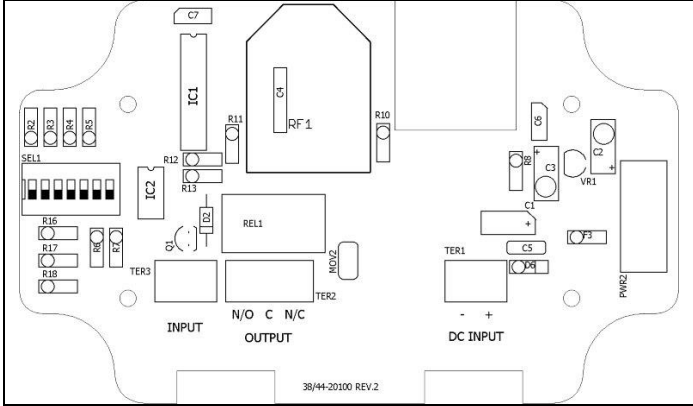 C7
IC1
C4
RF1
R11
R10
C6
C2
R2
R3
R4
R5
SEL1
R12
R13
IC2
R8
C3
VR1
D2
REL1
C1
R16
R17
R18
R6
R7
Q1
MOV2
TER1
C5
F3
D6
PWR2
TER3
TER2
N/O C N/C
- +
INPUT
OUTPUT
DC INPUT
38/44-20100 REV.2